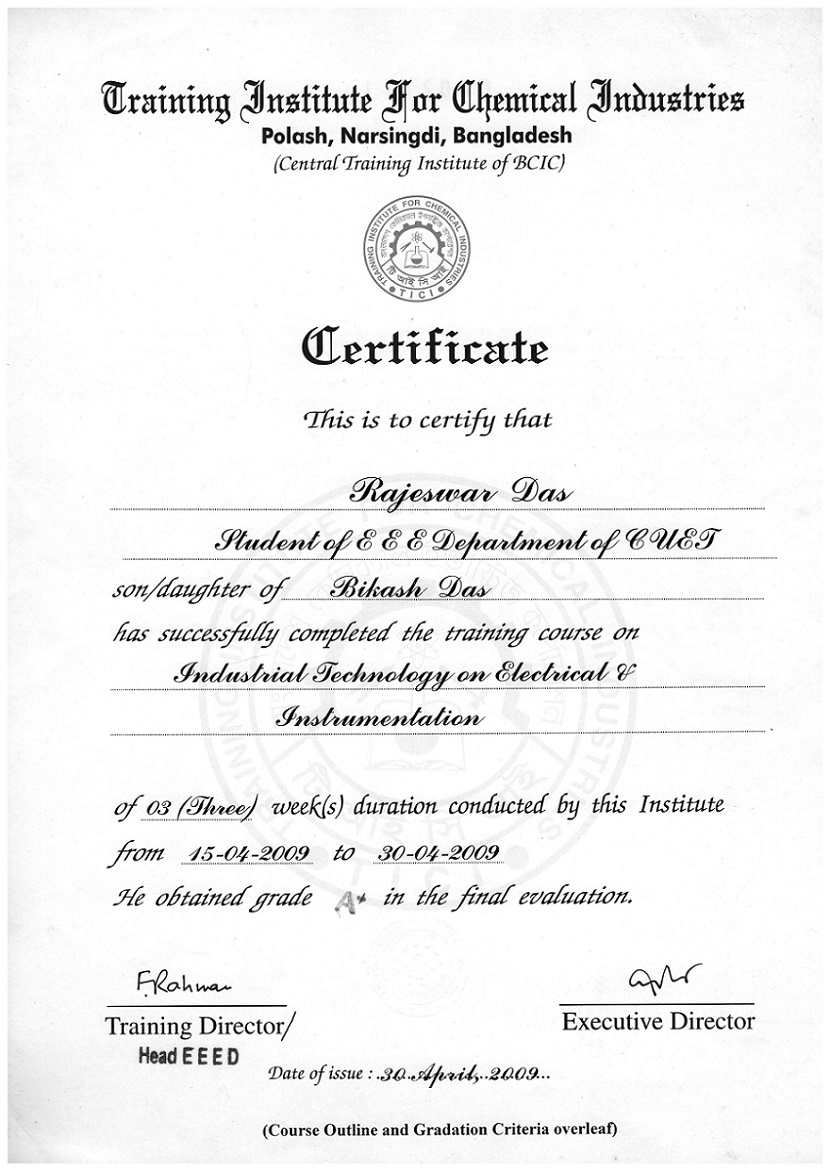 Training Institute For Chemical Industries
Polash, Narsingdi, Bangladesh
(Central Training Institute of BCIC)
TRAINING INSTITUTE FOR CHEMICAL INDUSTRIES
টি আই সি আই
TICI
Certificate
This is to certify that
Rajeswar Das
Student of E E E Department of CUET
son/daughter of Bikash Das
has successfully completed the training course on
Industrial Technology on Electrical &
Instrumentation
of 03 (Three) week(s) duration conducted by this Institute
from 15-04-2009 to 30-04-2009
He obtained grade A+ in the final evaluation.
F.Rahman
Training Director/
Head EEED
Executive Director
Date of issue : 30 April, 2009
(Course Outline and Gradation Criteria overleaf)